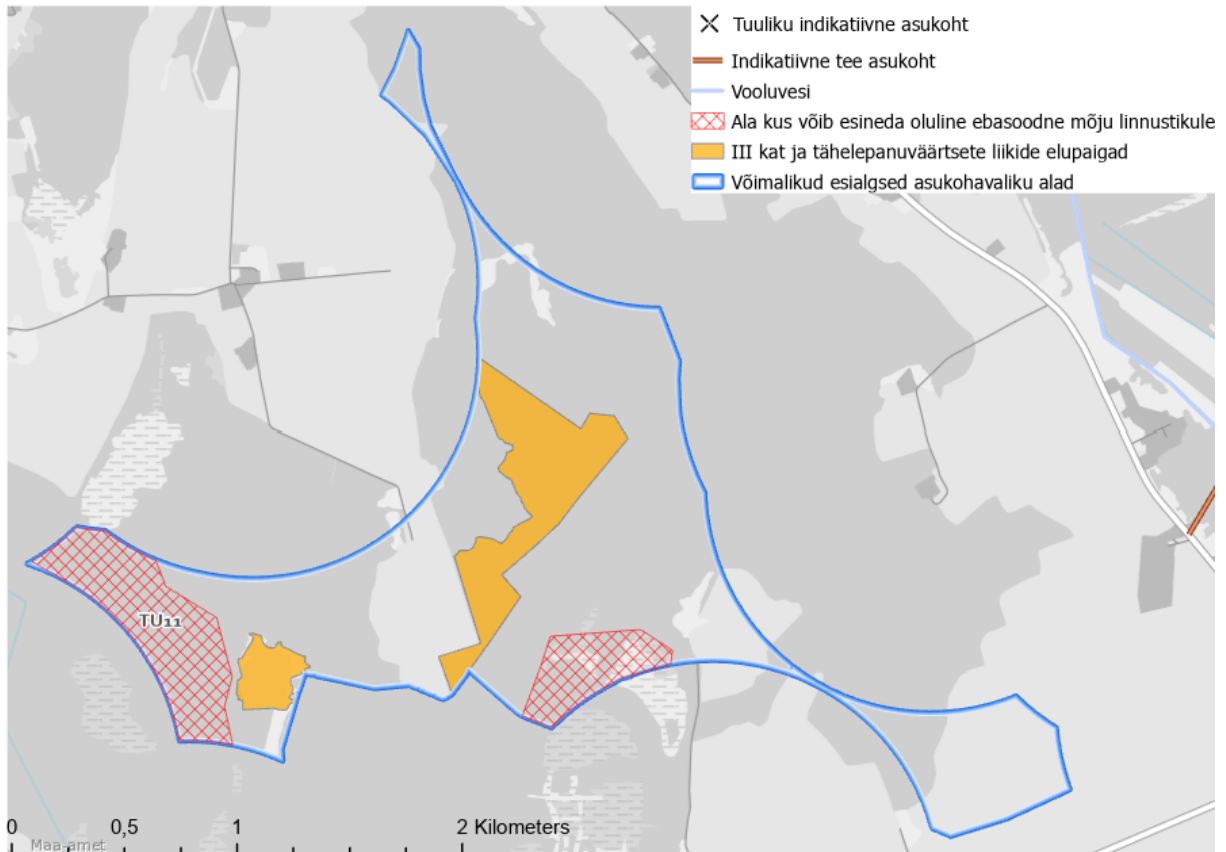 Tuuliku indikatiivne asukoht
Indikatiivne tee asukoht
Vooluvesi
Ala kus võib esineda oluline ebasoodne mõju linnustikule
III kat ja tähelepanuväärtsete liikide elupaigad
Võimalikud esialgsed asukohavaliku alad
TU11
0 0,5 1 2 Kilometers
Maa-amet